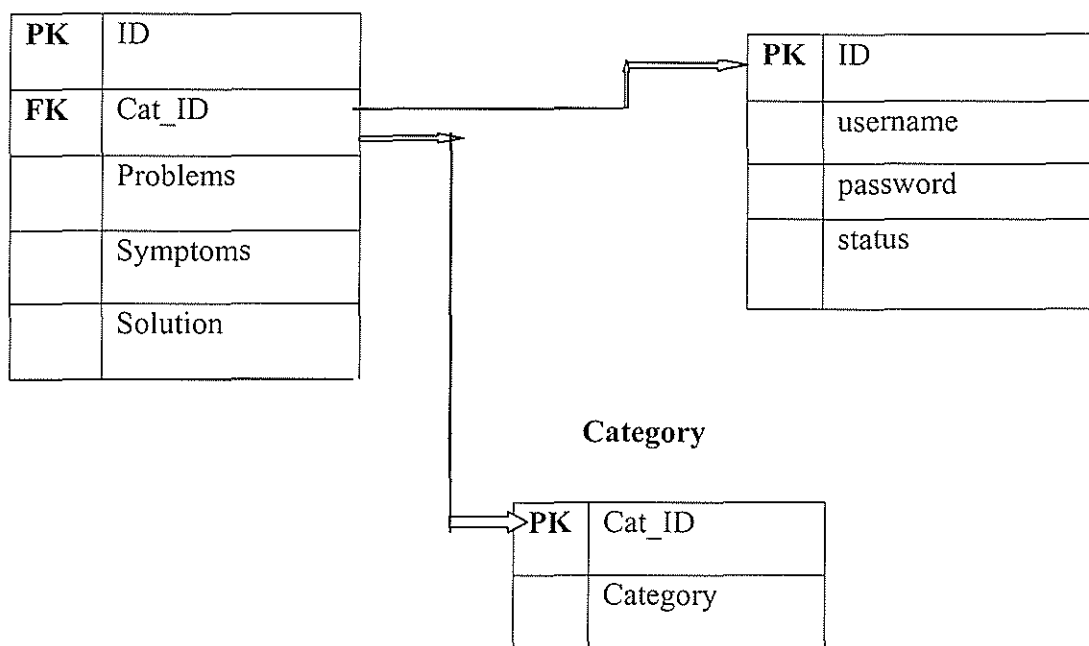 PK ID
FK Cat_ID
Problems
Symptoms
Solution
PK ID
username
password
status
Category
PK Cat_ID
Category